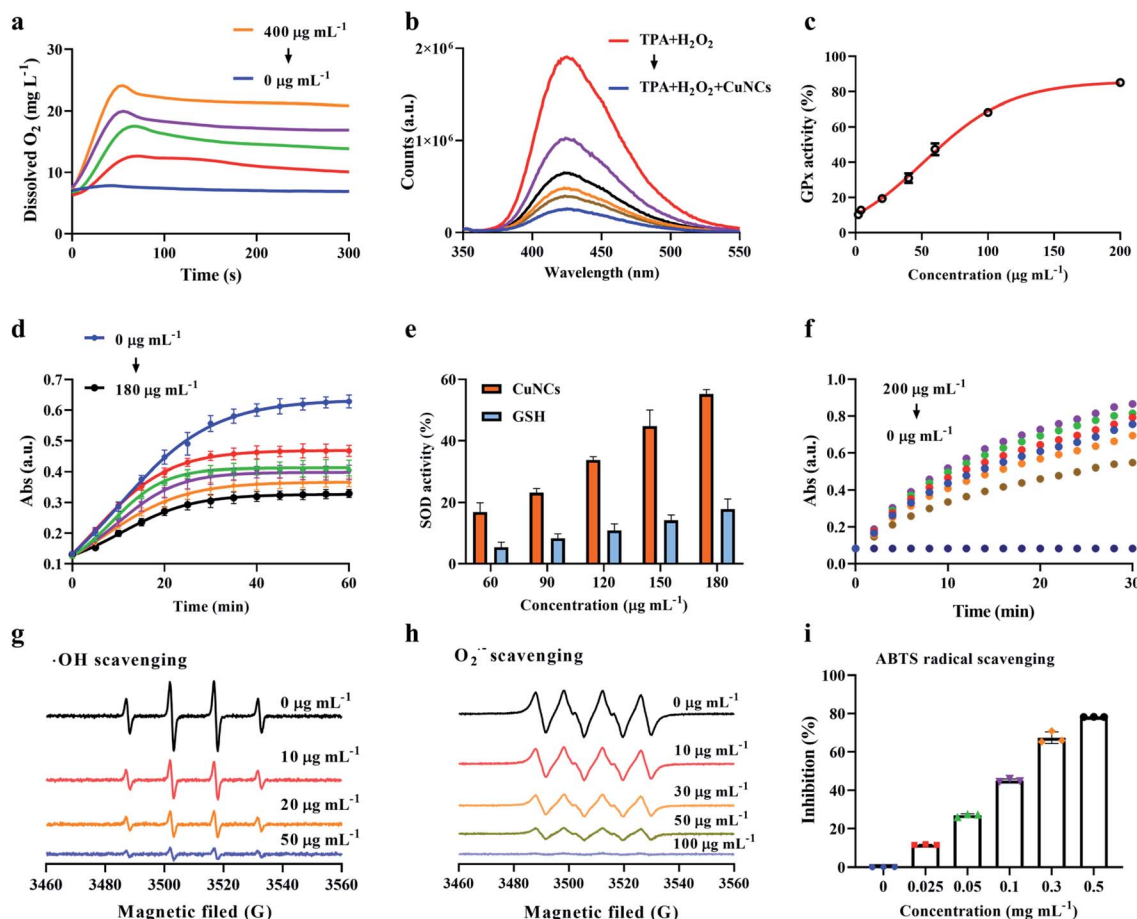 a
400 μg mL⁻¹
0 μg mL⁻¹
Dissolved O₂ (mg L⁻¹)
30
20
10
0
0 100 200 300
Time (s)
b
TPA+H₂O₂
TPA+H₂O₂+CuNCs
Counts (a.u.)
2×10⁶
1×10⁶
0
350 400 450 500 550
Wavelength (nm)
c
GPx activity (%)
100
80
60
40
20
0
0 50 100 150 200
Concentration (μg mL⁻¹)
d
0 μg mL⁻¹
180 μg mL⁻¹
Abs (a.u.)
0.7
0.6
0.5
0.4
0.3
0.2
0.1
0 20 40 60
Time (min)
e
CuNCs
GSH
SOD activity (%)
60
40
20
0
60 90 120 150 180
Concentration (μg mL⁻¹)
f
200 μg mL⁻¹
0 μg mL⁻¹
Abs (a.u.)
1.0
0.8
0.6
0.4
0.2
0.0
0 10 20 30
Time (min)
g
·OH scavenging
0 μg mL⁻¹
10 μg mL⁻¹
20 μg mL⁻¹
50 μg mL⁻¹
3460 3480 3500 3520 3540 3560
Magnetic filed (G)
h
O₂·⁻ scavenging
0 μg mL⁻¹
10 μg mL⁻¹
30 μg mL⁻¹
50 μg mL⁻¹
100 μg mL⁻¹
3460 3480 3500 3520 3540 3560
Magnetic filed (G)
i
ABTS radical scavenging
Inhibition (%)
100
80
60
40
20
0
0 0.025 0.05 0.1 0.3 0.5
Concentration (mg mL⁻¹)